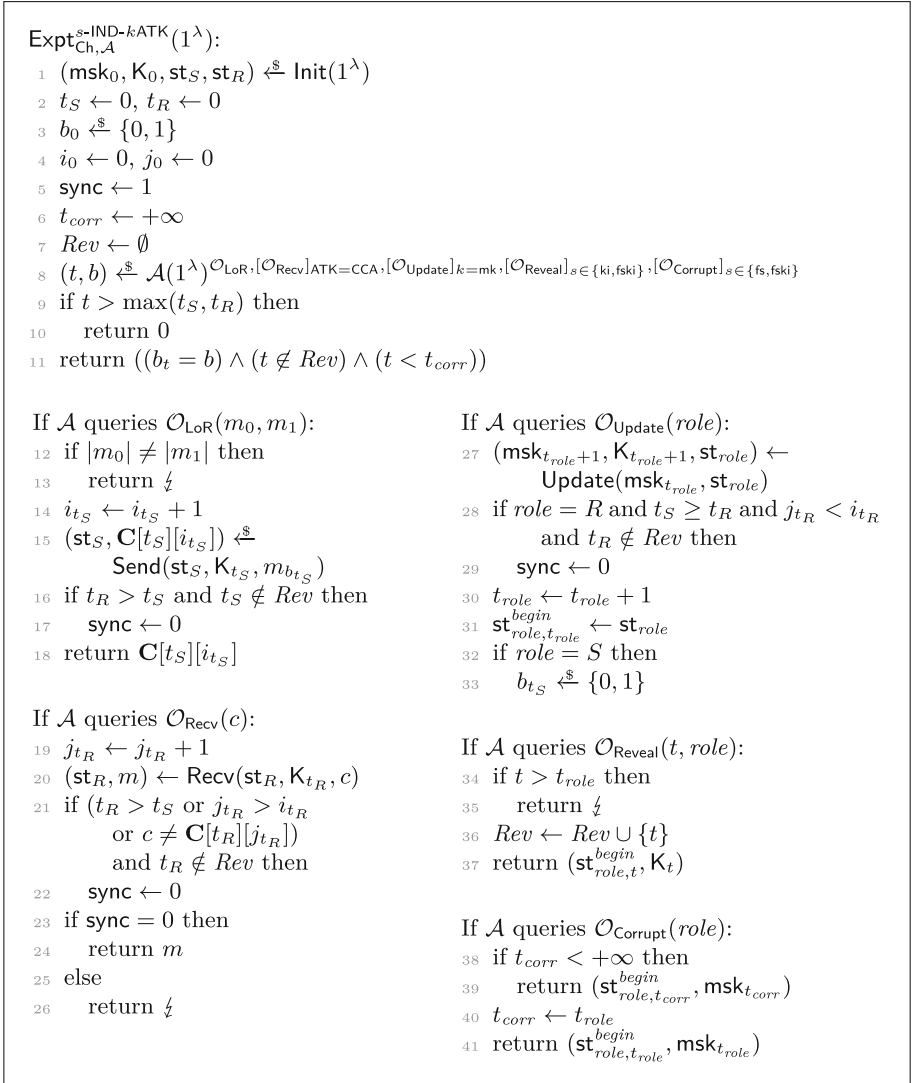 Expt^{s-IND-kATK}_{Ch,𝒜}(1^λ):
1 (msk_0, K_0, st_S, st_R) ←$ Init(1^λ)
2 t_S ← 0, t_R ← 0
3 b_0 ←$ {0, 1}
4 i_0 ← 0, j_0 ← 0
5 sync ← 1
6 t_corr ← +∞
7 Rev ← ∅
8 (t, b) ←$ 𝒜(1^λ)^{𝒪_LoR,[𝒪_Recv]_{ATK=CCA},[𝒪_Update]_{k=mk},[𝒪_Reveal]_{s∈{ki,fski}},[𝒪_Corrupt]_{s∈{fs,fski}}}
9 if t > max(t_S, t_R) then
10 return 0
11 return ((b_t = b) ∧ (t ∉ Rev) ∧ (t < t_corr))
If 𝒜 queries 𝒪_LoR(m_0, m_1):
12 if |m_0| ≠ |m_1| then
13 return ↯
14 i_{t_S} ← i_{t_S} + 1
15 (st_S, C[t_S][i_{t_S}]) ←$
Send(st_S, K_{t_S}, m_{b_{t_S}})
16 if t_R > t_S and t_S ∉ Rev then
17 sync ← 0
18 return C[t_S][i_{t_S}]
If 𝒜 queries 𝒪_Recv(c):
19 j_{t_R} ← j_{t_R} + 1
20 (st_R, m) ← Recv(st_R, K_{t_R}, c)
21 if (t_R > t_S or j_{t_R} > i_{t_R}
or c ≠ C[t_R][j_{t_R}])
and t_R ∉ Rev then
22 sync ← 0
23 if sync = 0 then
24 return m
25 else
26 return ↯
If 𝒜 queries 𝒪_Update(role):
27 (msk_{t_role+1}, K_{t_role+1}, st_role) ←
Update(msk_{t_role}, st_role)
28 if role = R and t_S ≥ t_R and j_{t_R} < i_{t_R}
and t_R ∉ Rev then
29 sync ← 0
30 t_role ← t_role + 1
31 st^{begin}_{role,t_role} ← st_role
32 if role = S then
33 b_{t_S} ←$ {0, 1}
If 𝒜 queries 𝒪_Reveal(t, role):
34 if t > t_role then
35 return ↯
36 Rev ← Rev ∪ {t}
37 return (st^{begin}_{role,t}, K_t)
If 𝒜 queries 𝒪_Corrupt(role):
38 if t_corr < +∞ then
39 return (st^{begin}_{role,t_corr}, msk_{t_corr})
40 t_corr ← t_role
41 return (st^{begin}_{role,t_role}, msk_{t_role})